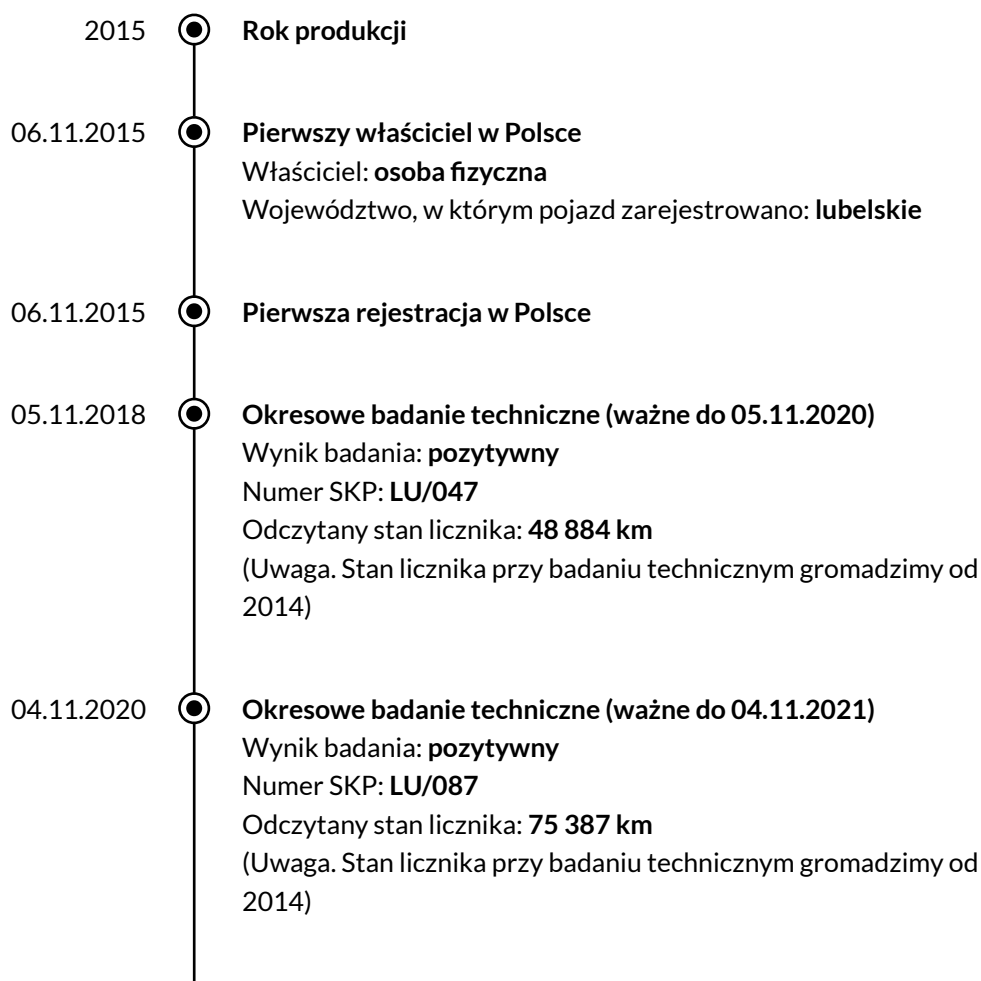 2015 Rok produkcji
06.11.2015 Pierwszy właściciel w Polsce
Właściciel: osoba fizyczna
Województwo, w którym pojazd zarejestrowano: lubelskie
06.11.2015 Pierwsza rejestracja w Polsce
05.11.2018 Okresowe badanie techniczne (ważne do 05.11.2020)
Wynik badania: pozytywny
Numer SKP: LU/047
Odczytany stan licznika: 48 884 km
(Uwaga. Stan licznika przy badaniu technicznym gromadzimy od
2014)
04.11.2020 Okresowe badanie techniczne (ważne do 04.11.2021)
Wynik badania: pozytywny
Numer SKP: LU/087
Odczytany stan licznika: 75 387 km
(Uwaga. Stan licznika przy badaniu technicznym gromadzimy od
2014)